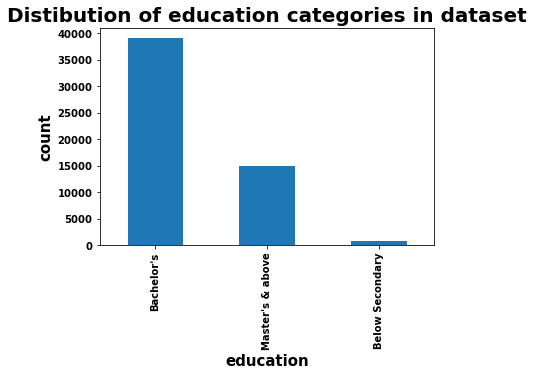 Distibution of education categories in dataset
count
40000
35000
30000
25000
20000
15000
10000
5000
0
Bachelor's
Master's & above
Below Secondary
education